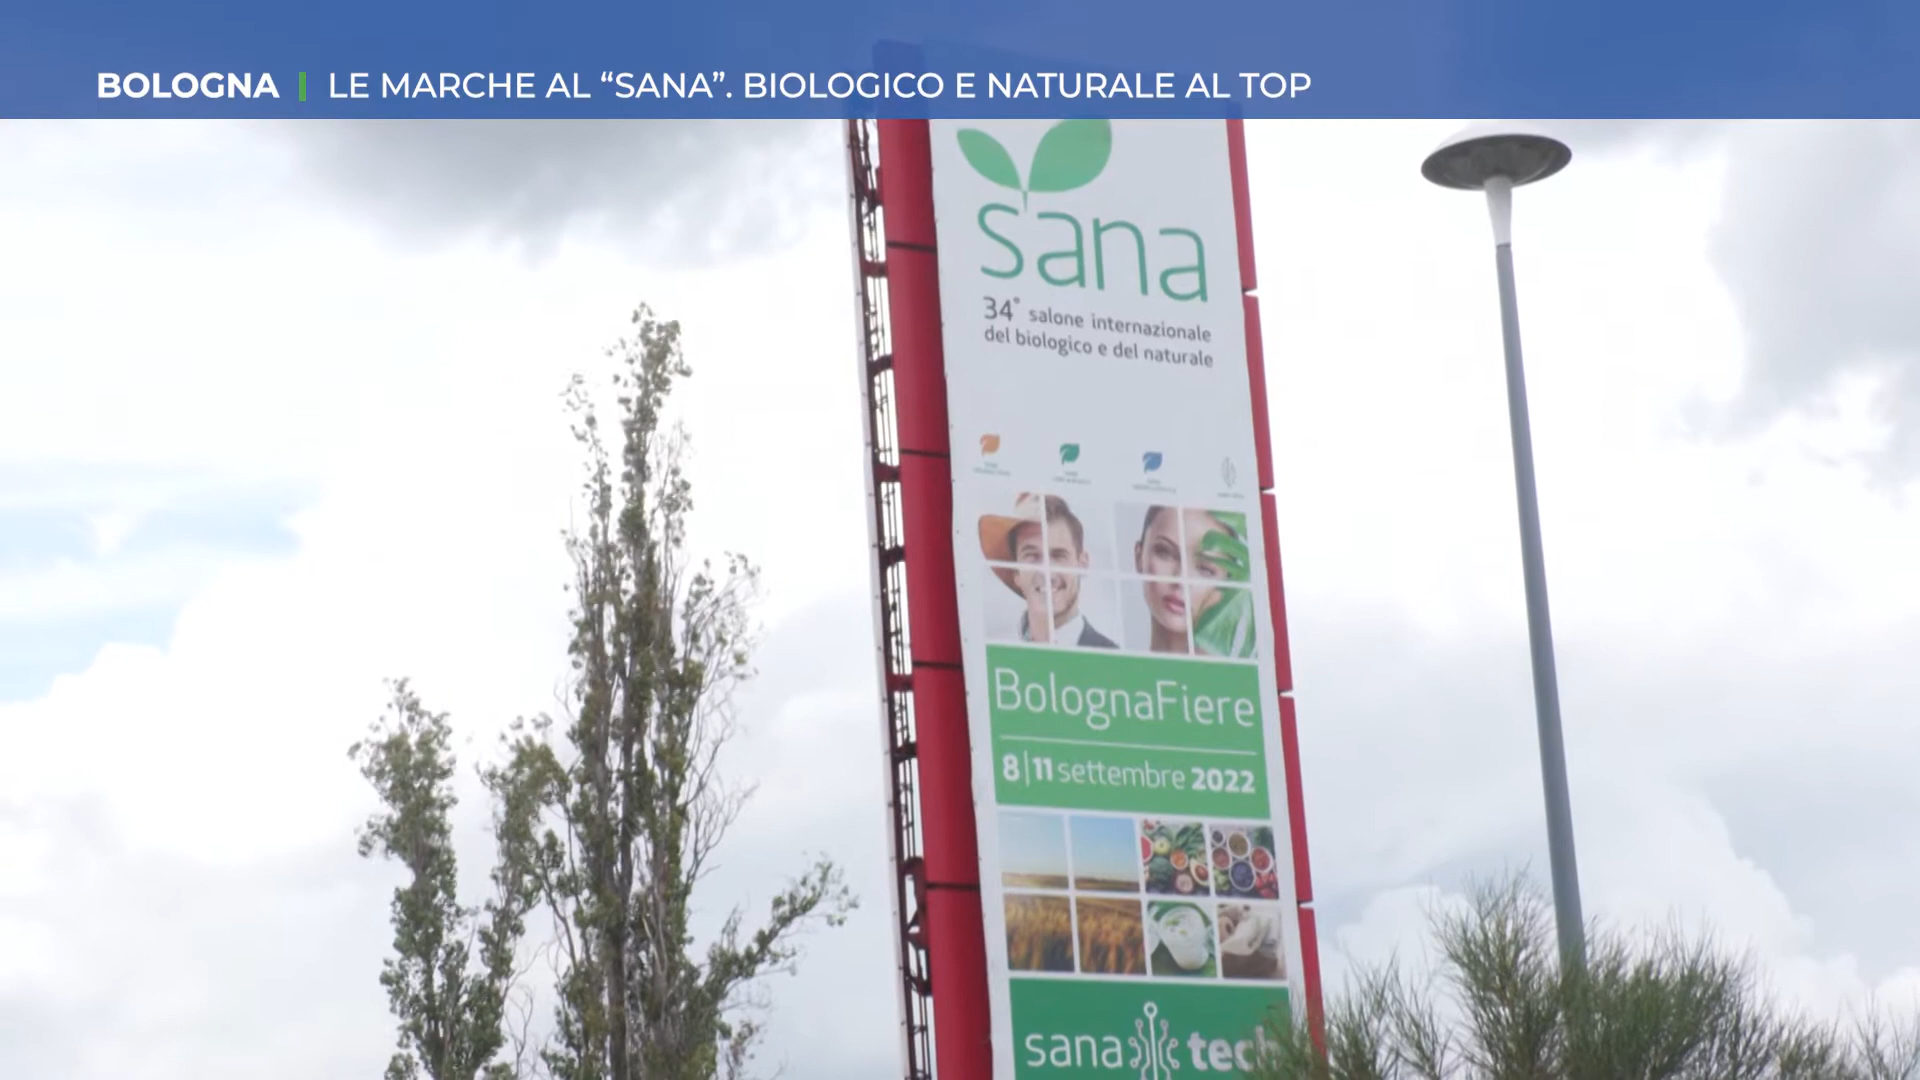 BOLOGNA | LE MARCHE AL “SANA”. BIOLOGICO E NATURALE AL TOP
sana
34° salone internazionale
del biologico e del naturale
BolognaFiere
8|11 settembre 2022
sana tech